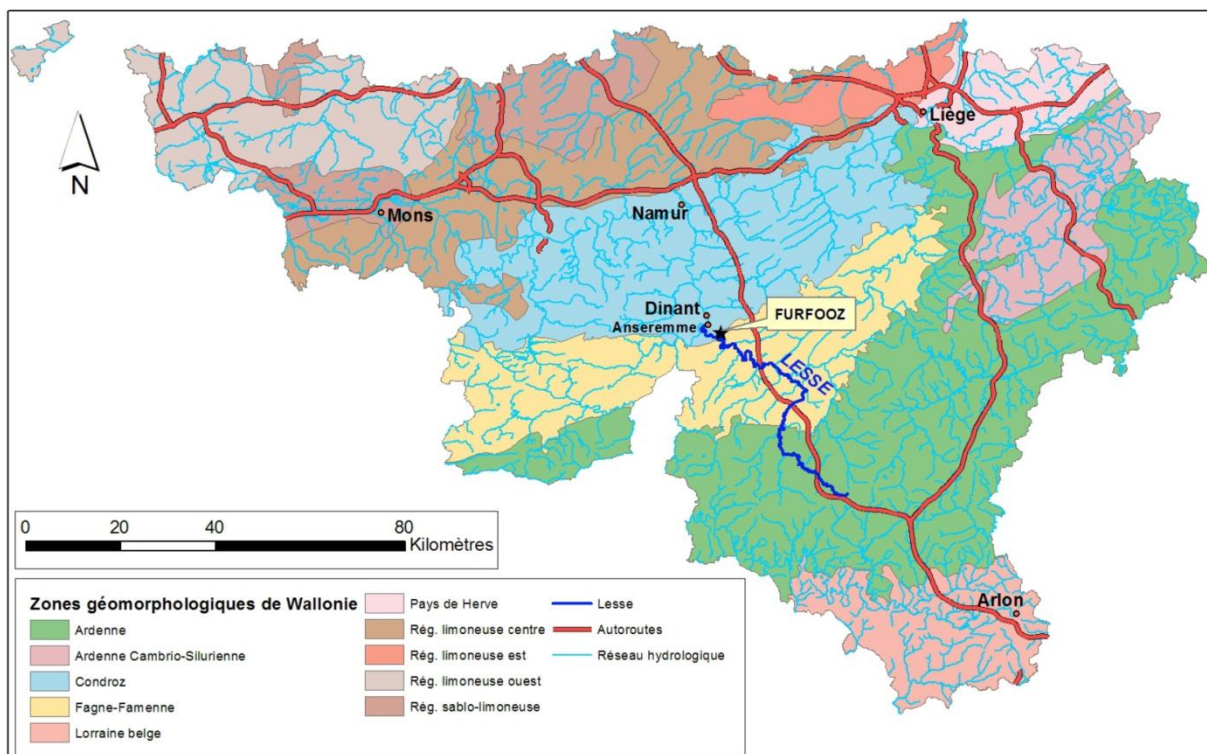 N
Liège
Namur
Mons
Dinant
Anseremme
FURFOOZ
LESSE
Arlon
0 20 40 80
Kilomètres
Zones géomorphologiques de Wallonie
Ardenne
Ardenne Cambrio-Silurienne
Condroz
Fagne-Famenne
Lorraine belge
Pays de Herve
Rég. limoneuse centre
Rég. limoneuse est
Rég. limoneuse ouest
Rég. sablo-limoneuse
Lesse
Autoroutes
Réseau hydrologique